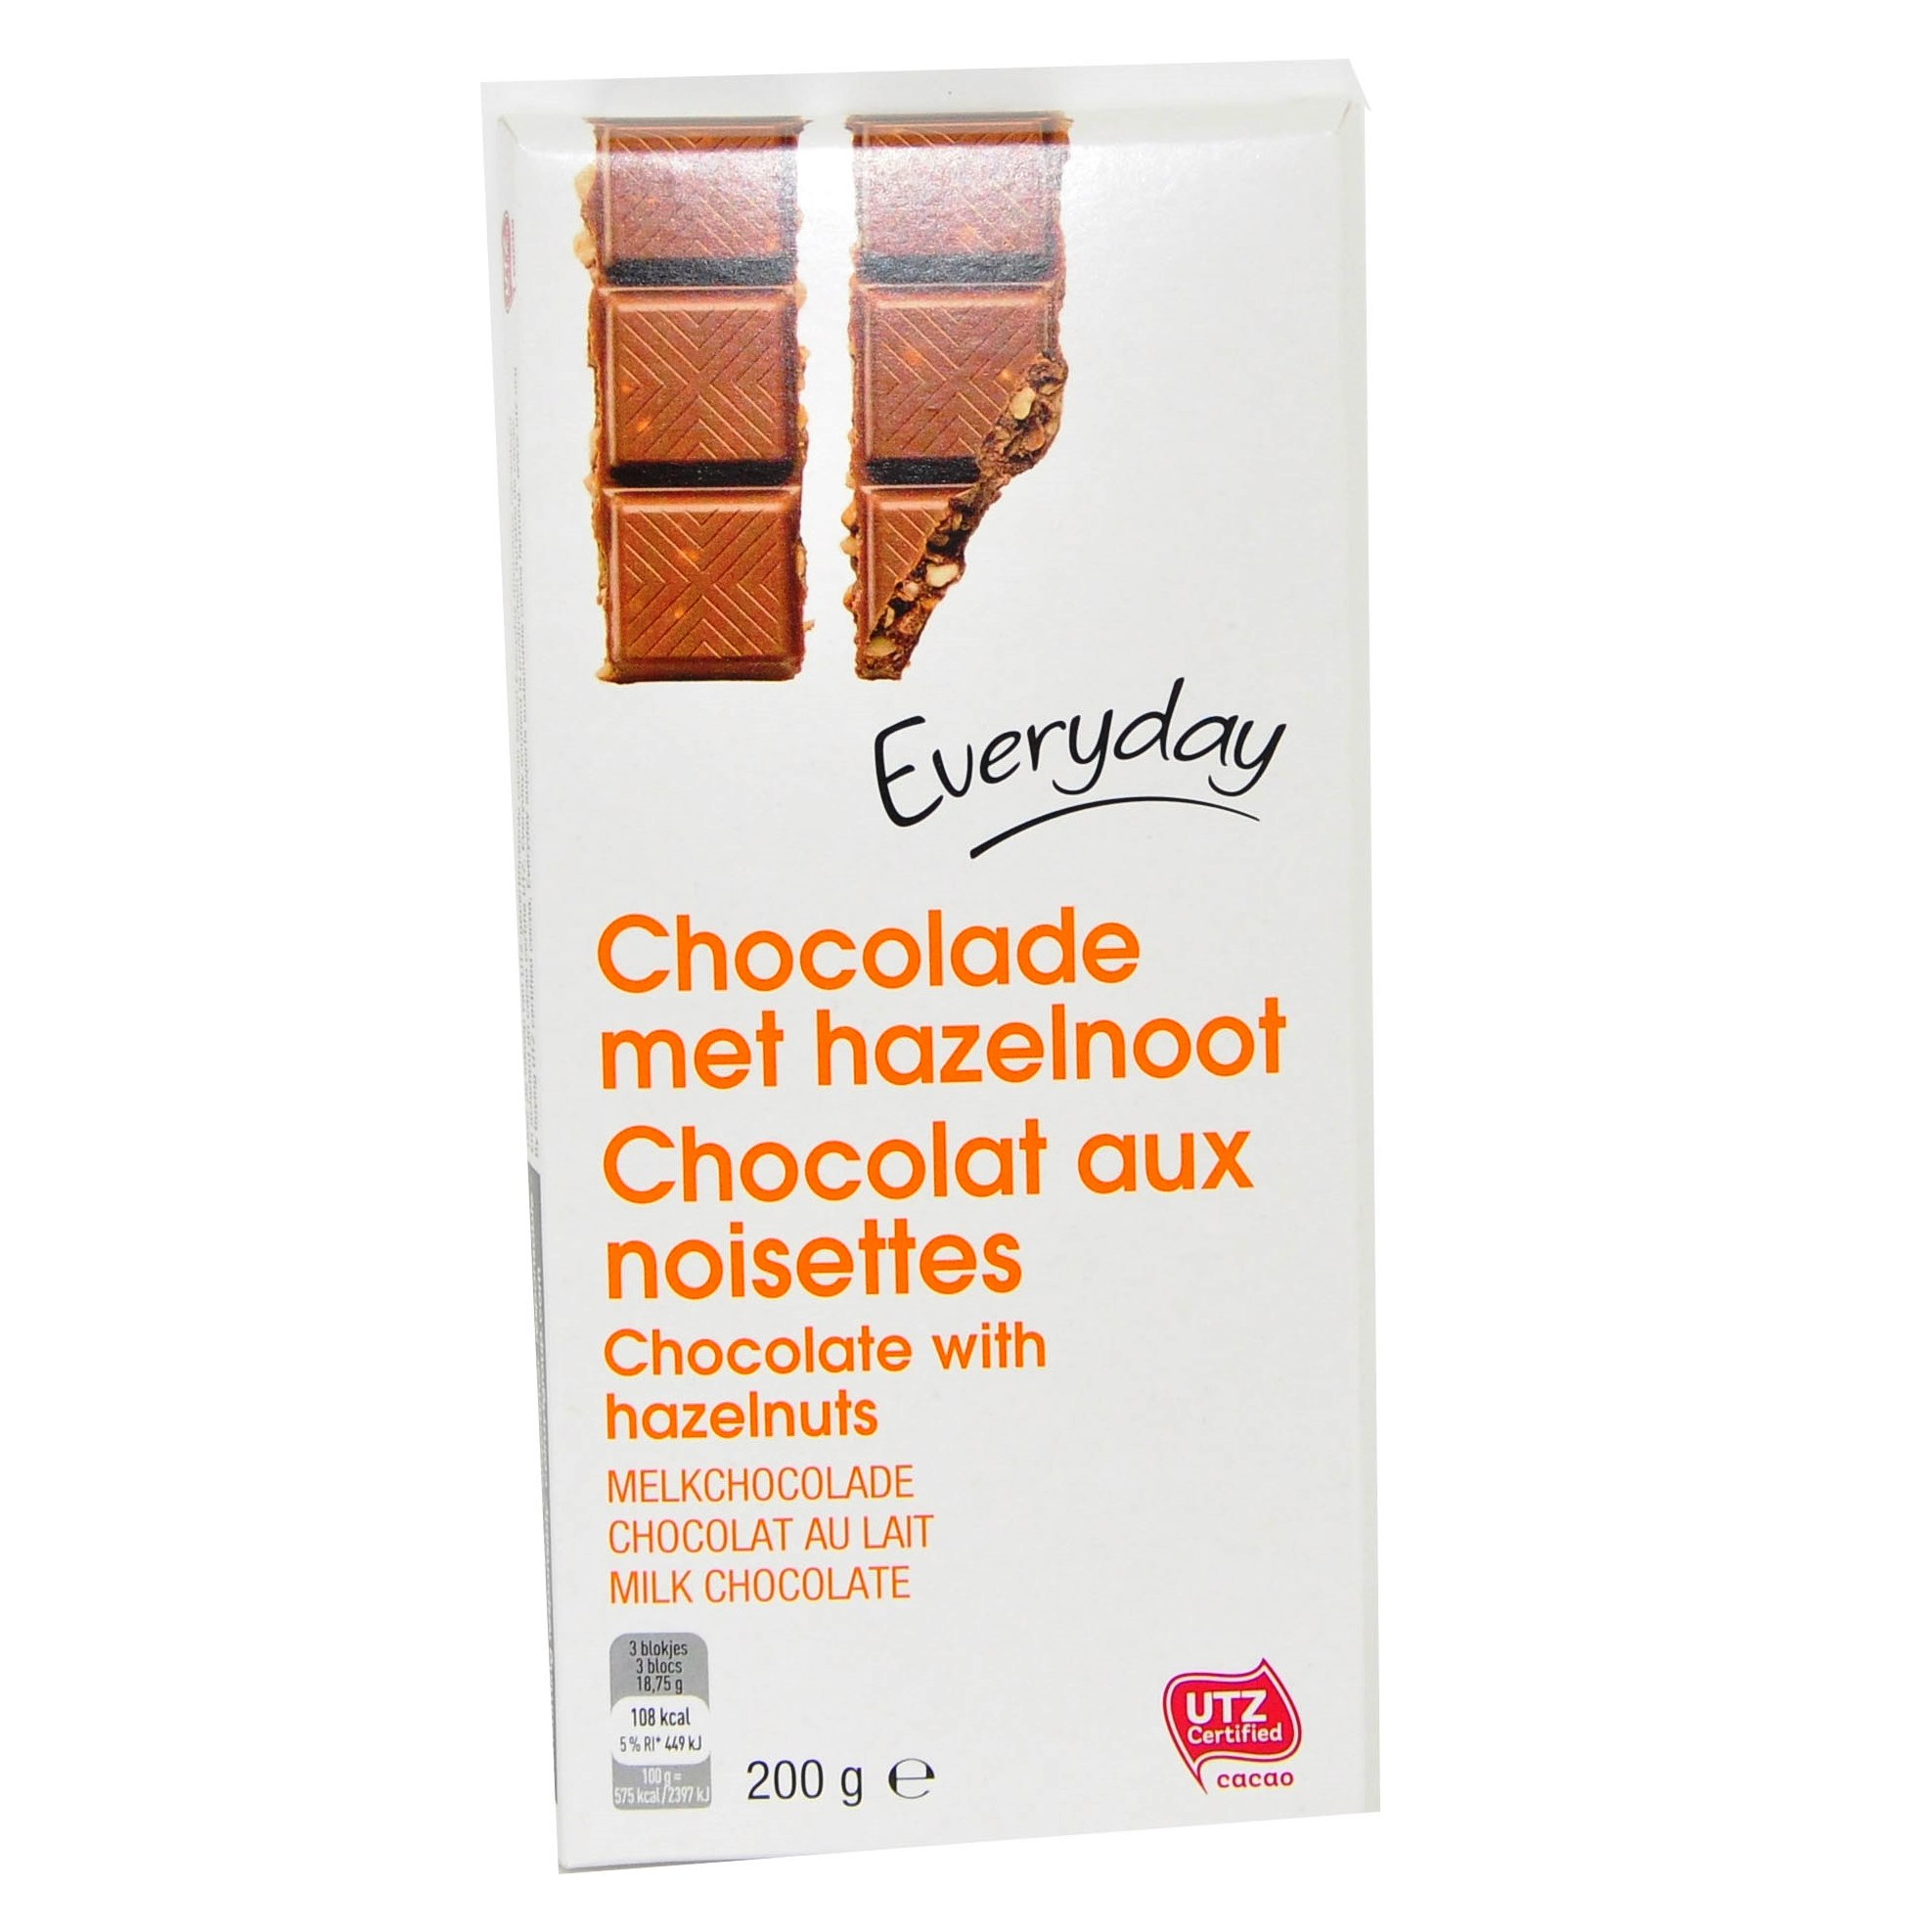 Everyday
Chocolade
met hazelnoot
Chocolat aux
noisettes
Chocolate with
hazelnuts
MELKCHOCOLADE
CHOCOLAT AU LAIT
MILK CHOCOLATE
3 blokjes
3 blocs
18,75 g
108 kcal
5 % RI* 449 kJ
100 g =
575 kcal/2397 kJ
200 g ℮
UTZ
Certified
cacao